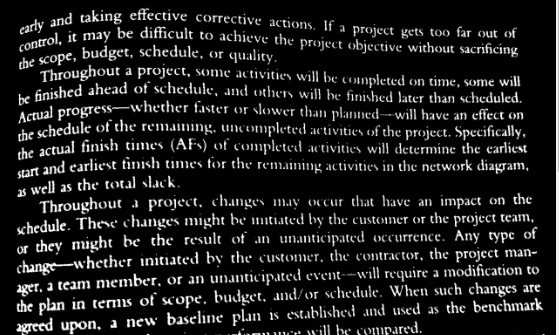 early and taking effective corrective actions. If a project gets too far out of
control, it may be difficult to achieve the project objective without sacrificing
the scope, budget, schedule, or quality.
Throughout a project, some activities will be completed on time, some will
be finished ahead of schedule, and others will be finished later than scheduled.
Actual progress—whether faster or slower than planned—will have an effect on
the schedule of the remaining, uncompleted activities of the project. Specifically,
the actual finish times (AFs) of completed activities will determine the earliest
start and earliest finish times for the remaining activities in the network diagram,
as well as the total slack.
Throughout a project, changes may occur that have an impact on the
schedule. These changes might be initiated by the customer or the project team,
or they might be the result of an unanticipated occurrence. Any type of
change—whether initiated by the customer, the contractor, the project man-
ager, a team member, or an unanticipated event—will require a modification to
the plan in terms of scope, budget, and/or schedule. When such changes are
agreed upon, a new baseline plan is established and used as the benchmark
will be compared.